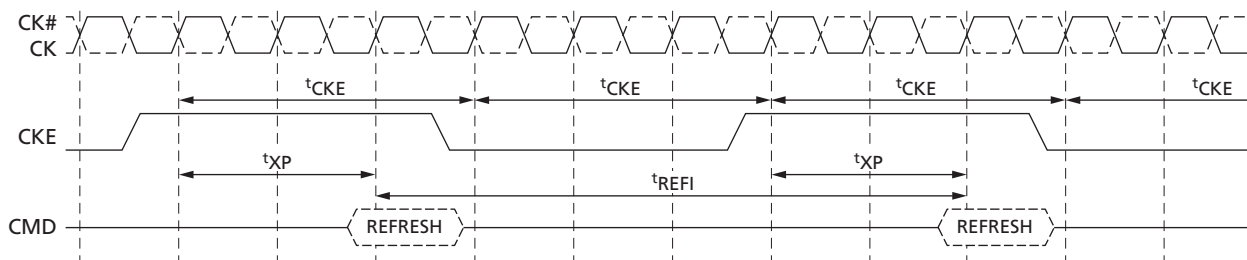 CK#
CK
tCKE tCKE tCKE tCKE
CKE
tXP tXP
tREFI
CMD REFRESH REFRESH